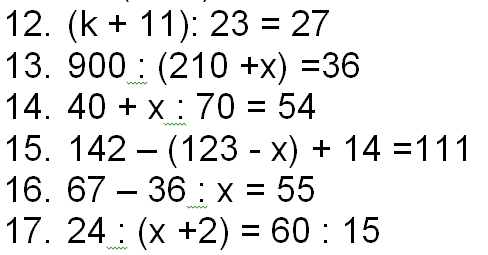 12. (k + 11): 23 = 27
13. 900 : (210 +x) =36
14. 40 + x : 70 = 54
15. 142 – (123 - x) + 14 =111
16. 67 – 36 : x = 55
17. 24 : (x +2) = 60 : 15